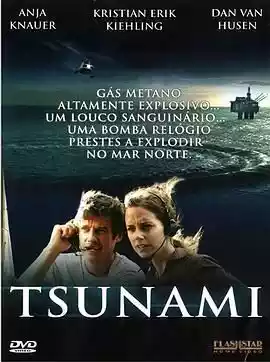 ANJA KNAUER
KRISTIAN ERIK KIEHLING
DAN VAN HUSEN
GÁS METANO
ALTAMENTE EXPLOSIVO...
UM LOUCO SANGUINÁRIO...
UMA BOMBA RELÓGIO
PRESTES A EXPLODIR
NO MAR NORTE.
TSUNAMI
DVD
VIDEO
FLASHSTAR
HOME VIDEO